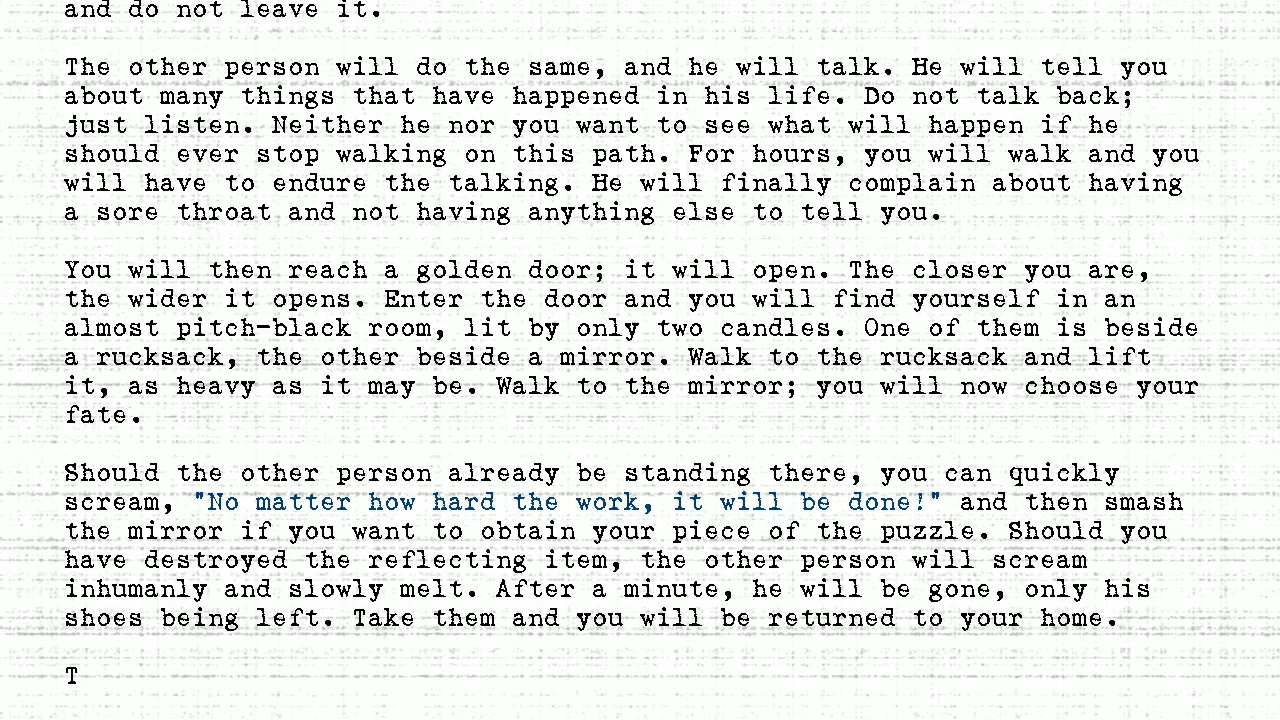 and do not leave it.
The other person will do the same, and he will talk. He will tell you
about many things that have happened in his life. Do not talk back;
just listen. Neither he nor you want to see what will happen if he
should ever stop walking on this path. For hours, you will walk and you
will have to endure the talking. He will finally complain about having
a sore throat and not having anything else to tell you.
You will then reach a golden door; it will open. The closer you are,
the wider it opens. Enter the door and you will find yourself in an
almost pitch-black room, lit by only two candles. One of them is beside
a rucksack, the other beside a mirror. Walk to the rucksack and lift
it, as heavy as it may be. Walk to the mirror; you will now choose your
fate.
Should the other person already be standing there, you can quickly
scream, "No matter how hard the work, it will be done!" and then smash
the mirror if you want to obtain your piece of the puzzle. Should you
have destroyed the reflecting item, the other person will scream
inhumanly and slowly melt. After a minute, he will be gone, only his
shoes being left. Take them and you will be returned to your home.
T